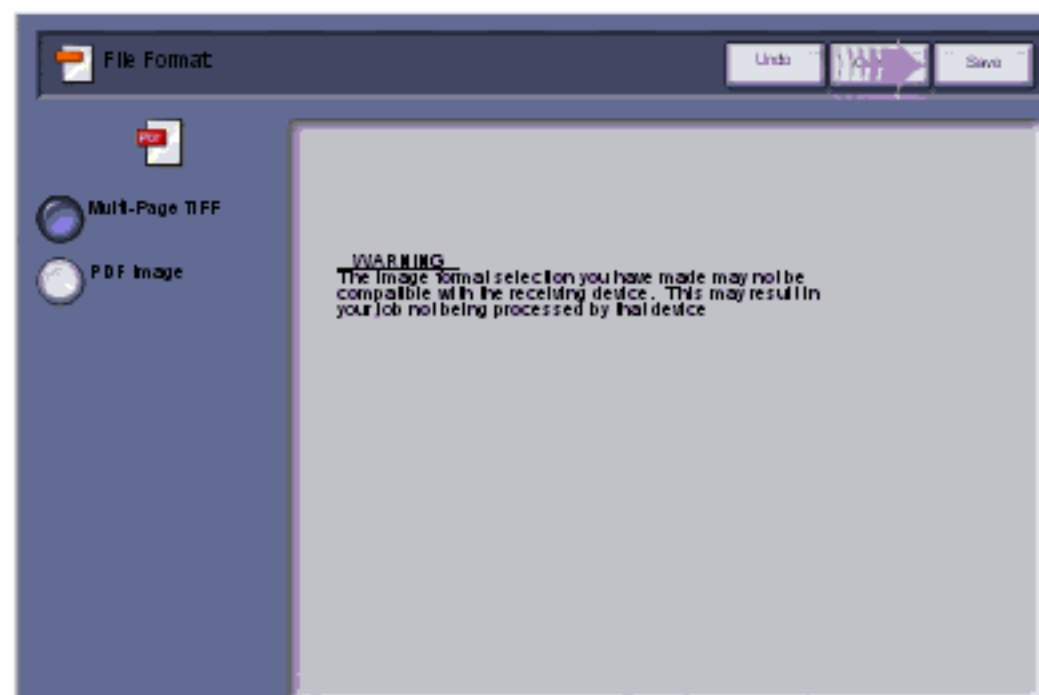 File Format
Undo
Save
PDF
Multi-Page TIFF
PDF Image
WARNING
The image format selection you have made may not be
compatible with the receiving device. This may result in
your job not being processed by that device